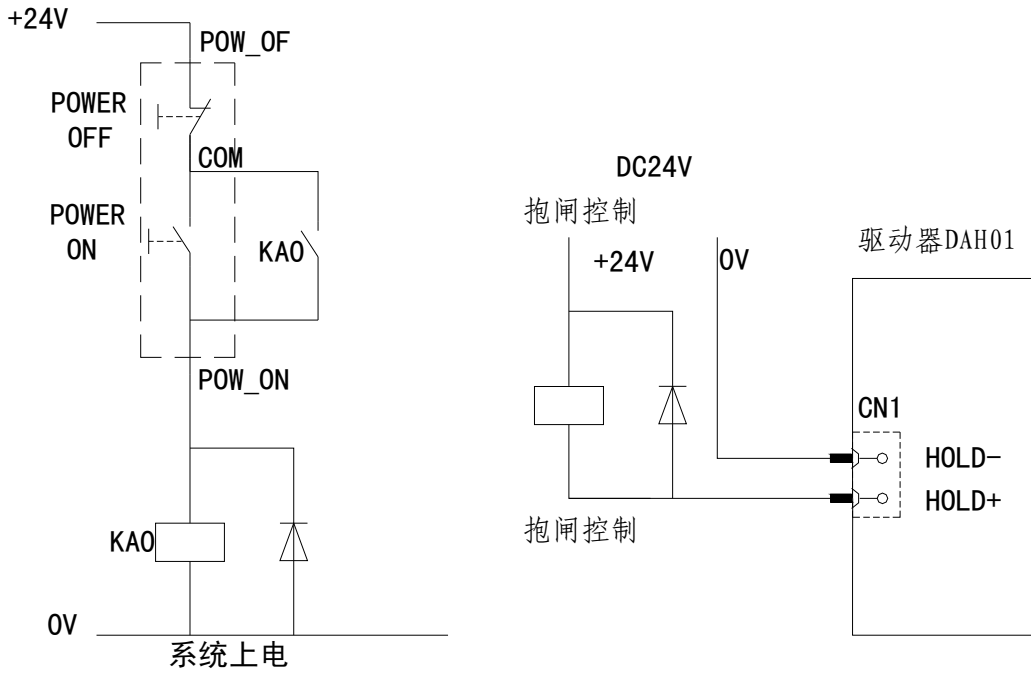 +24V
POW_OF
POWER
OFF
COM
POWER
ON
KA0
POW_ON
KA0
0V
系统上电
DC24V
抱闸控制
+24V
0V
驱动器DAH01
CN1
HOLD-
HOLD+
抱闸控制